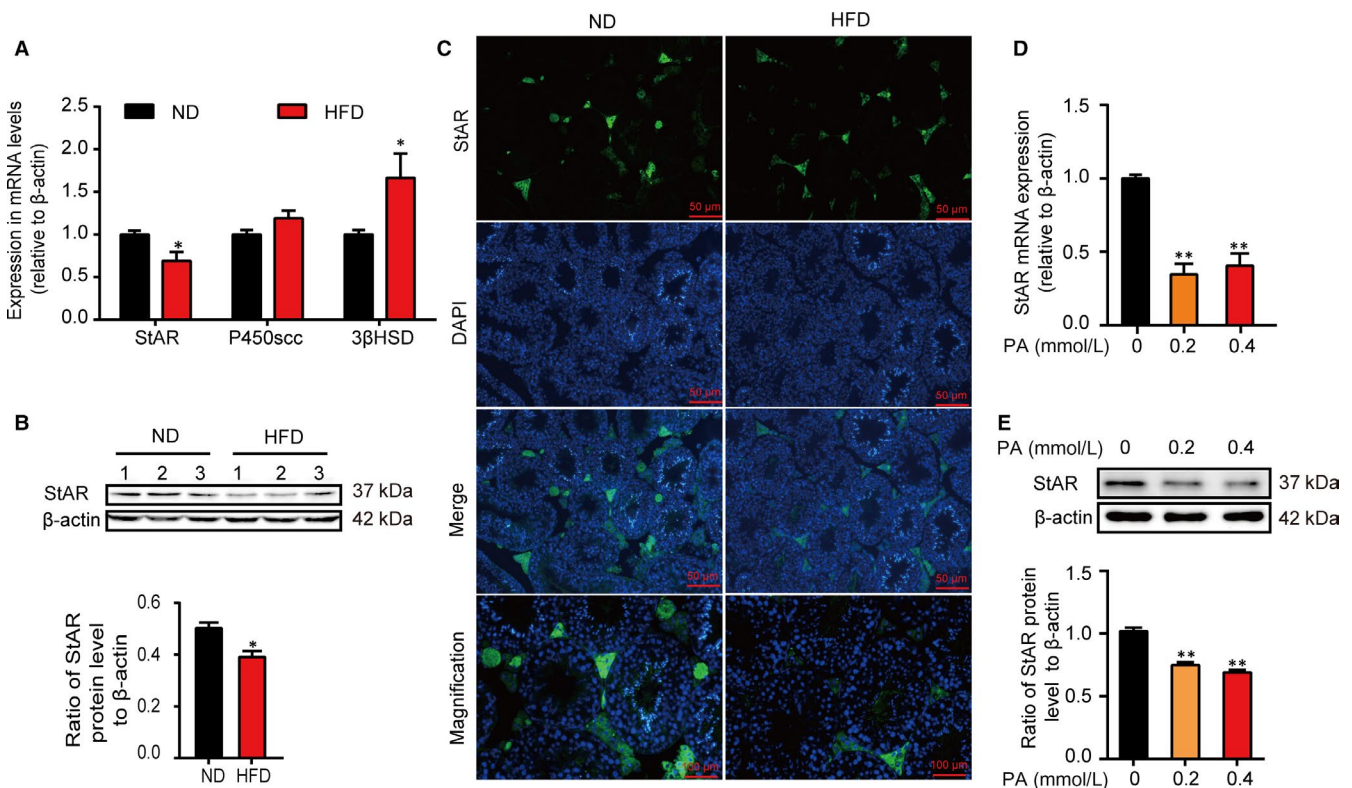 A
ND
HFD
Expression in mRNA levels
(relative to β-actin)
2.5
2.0
1.5
1.0
0.5
0.0
*
*
StAR
P450scc
3βHSD
B
ND
HFD
1 2 3 1 2 3
StAR
37 kDa
β-actin
42 kDa
Ratio of StAR
protein level
to β-actin
0.6
0.4
0.2
0.0
*
ND
HFD
C
ND
HFD
StAR
50 μm
50 μm
DAPI
50 μm
50 μm
Merge
50 μm
50 μm
Magnification
100 μm
100 μm
D
StAR mRNA expression
(relative to β-actin)
1.5
1.0
0.5
0.0
**
**
PA (mmol/L) 0 0.2 0.4
E
PA (mmol/L) 0 0.2 0.4
StAR
37 kDa
β-actin
42 kDa
Ratio of StAR protein
level to β-actin
1.5
1.0
0.5
0.0
**
**
PA (mmol/L) 0 0.2 0.4